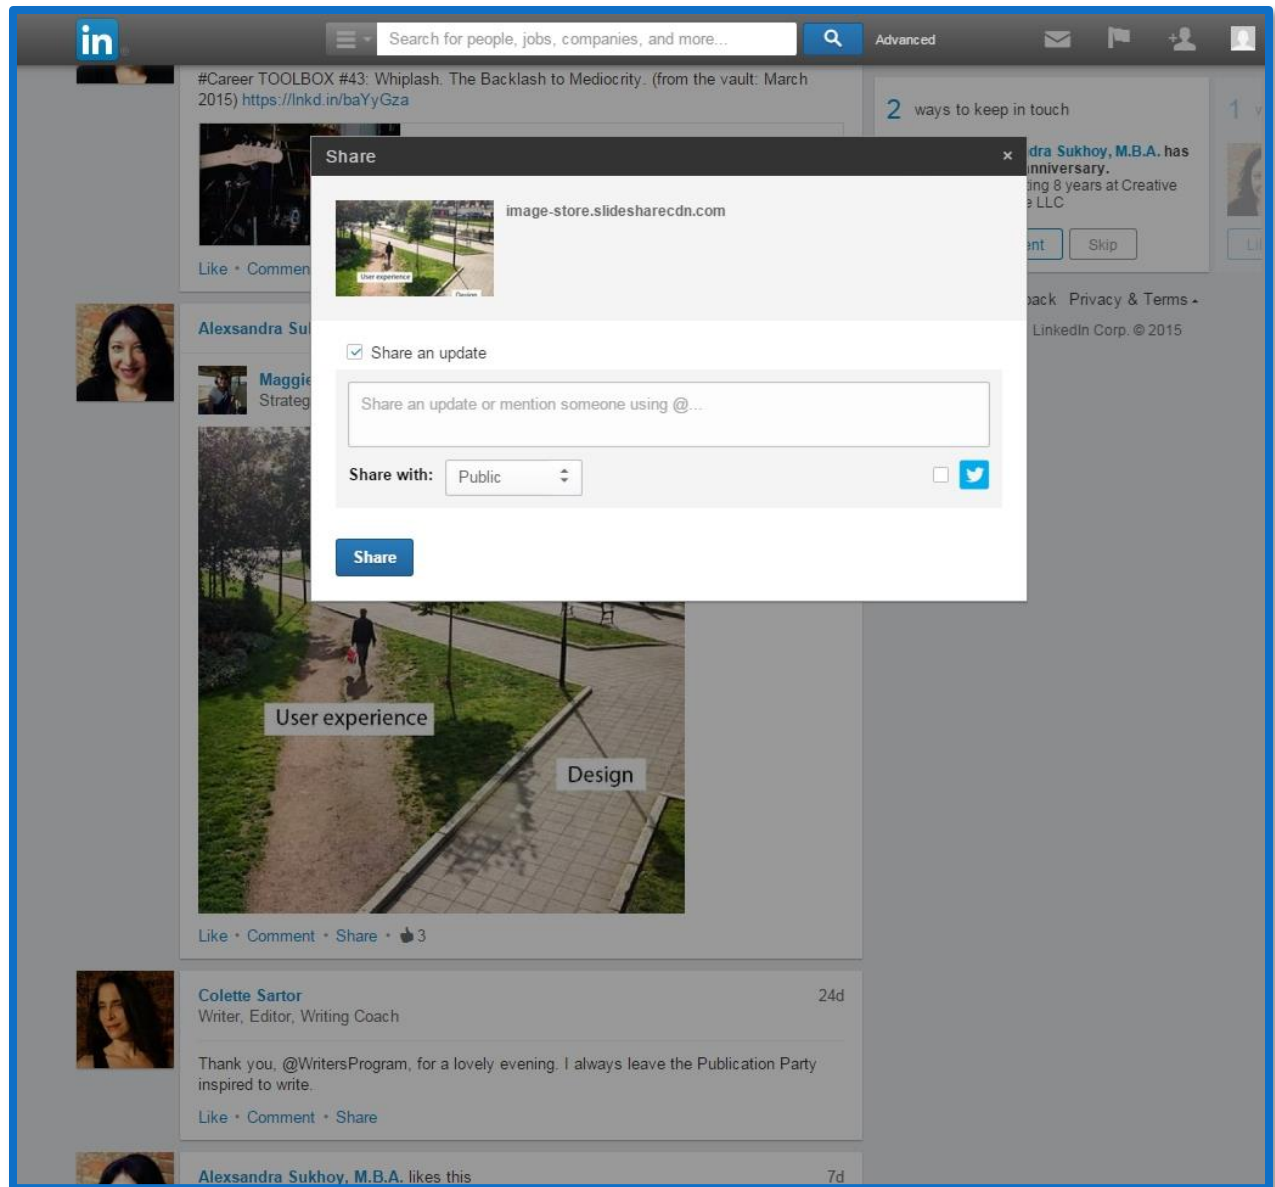 in
Search for people, jobs, companies, and more...
Advanced
#Career TOOLBOX #43: Whiplash. The Backlash to Mediocrity. (from the vault: March
2015) https://lnkd.in/baYyGza
2 ways to keep in touch
1
dra Sukhoy, M.B.A. has
nniversary.
ing 8 years at Creative
e LLC
ent
Skip
Li
Like • Commen
Share
×
image-store.slidesharecdn.com
User experience
Design
Share an update
Share an update or mention someone using @...
Share with:
Public
Share
back Privacy & Terms
LinkedIn Corp. © 2015
Alexsandra Su
Maggie
Strateg
User experience
Design
Like • Comment • Share • 3
Colette Sartor
24d
Writer, Editor, Writing Coach
Thank you, @WritersProgram, for a lovely evening. I always leave the Publication Party
inspired to write.
Like • Comment • Share
Alexsandra Sukhoy, M.B.A. likes this
7d